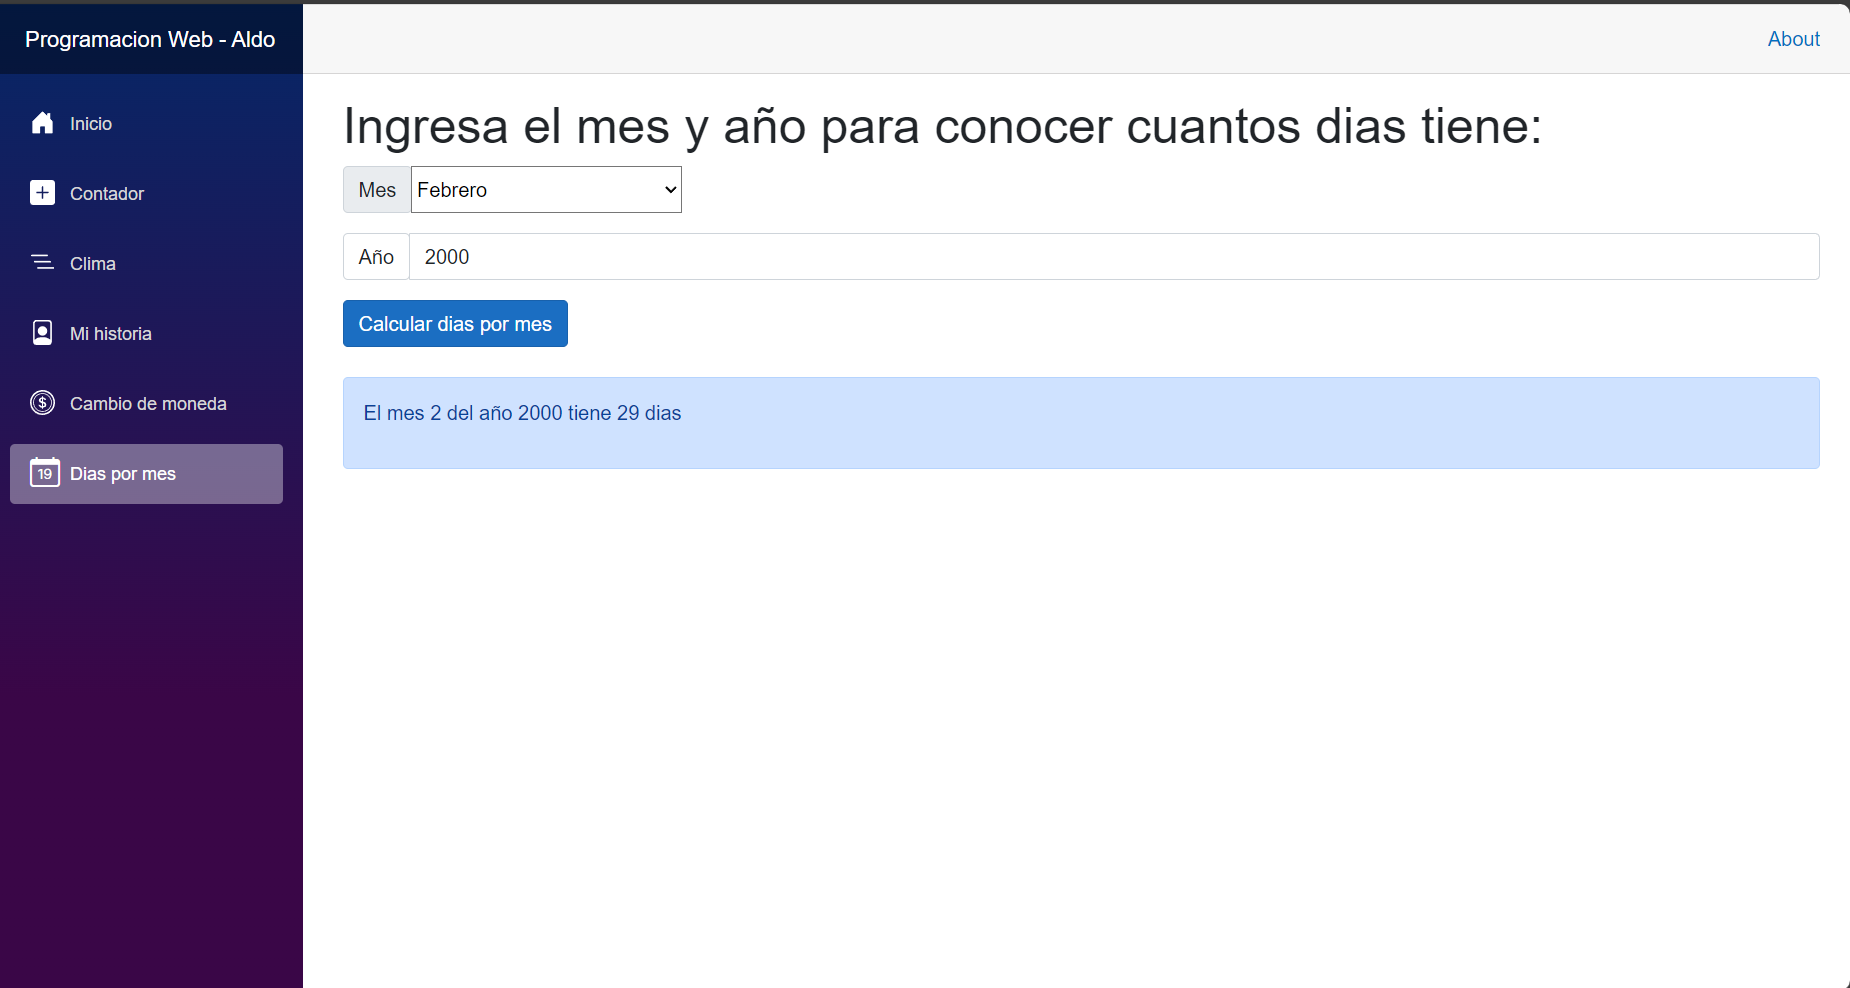 Programacion Web - Aldo
About
Inicio
Contador
Clima
Mi historia
Cambio de moneda
19 Dias por mes
Ingresa el mes y año para conocer cuantos dias tiene:
Mes Febrero
Año 2000
Calcular dias por mes
El mes 2 del año 2000 tiene 29 dias